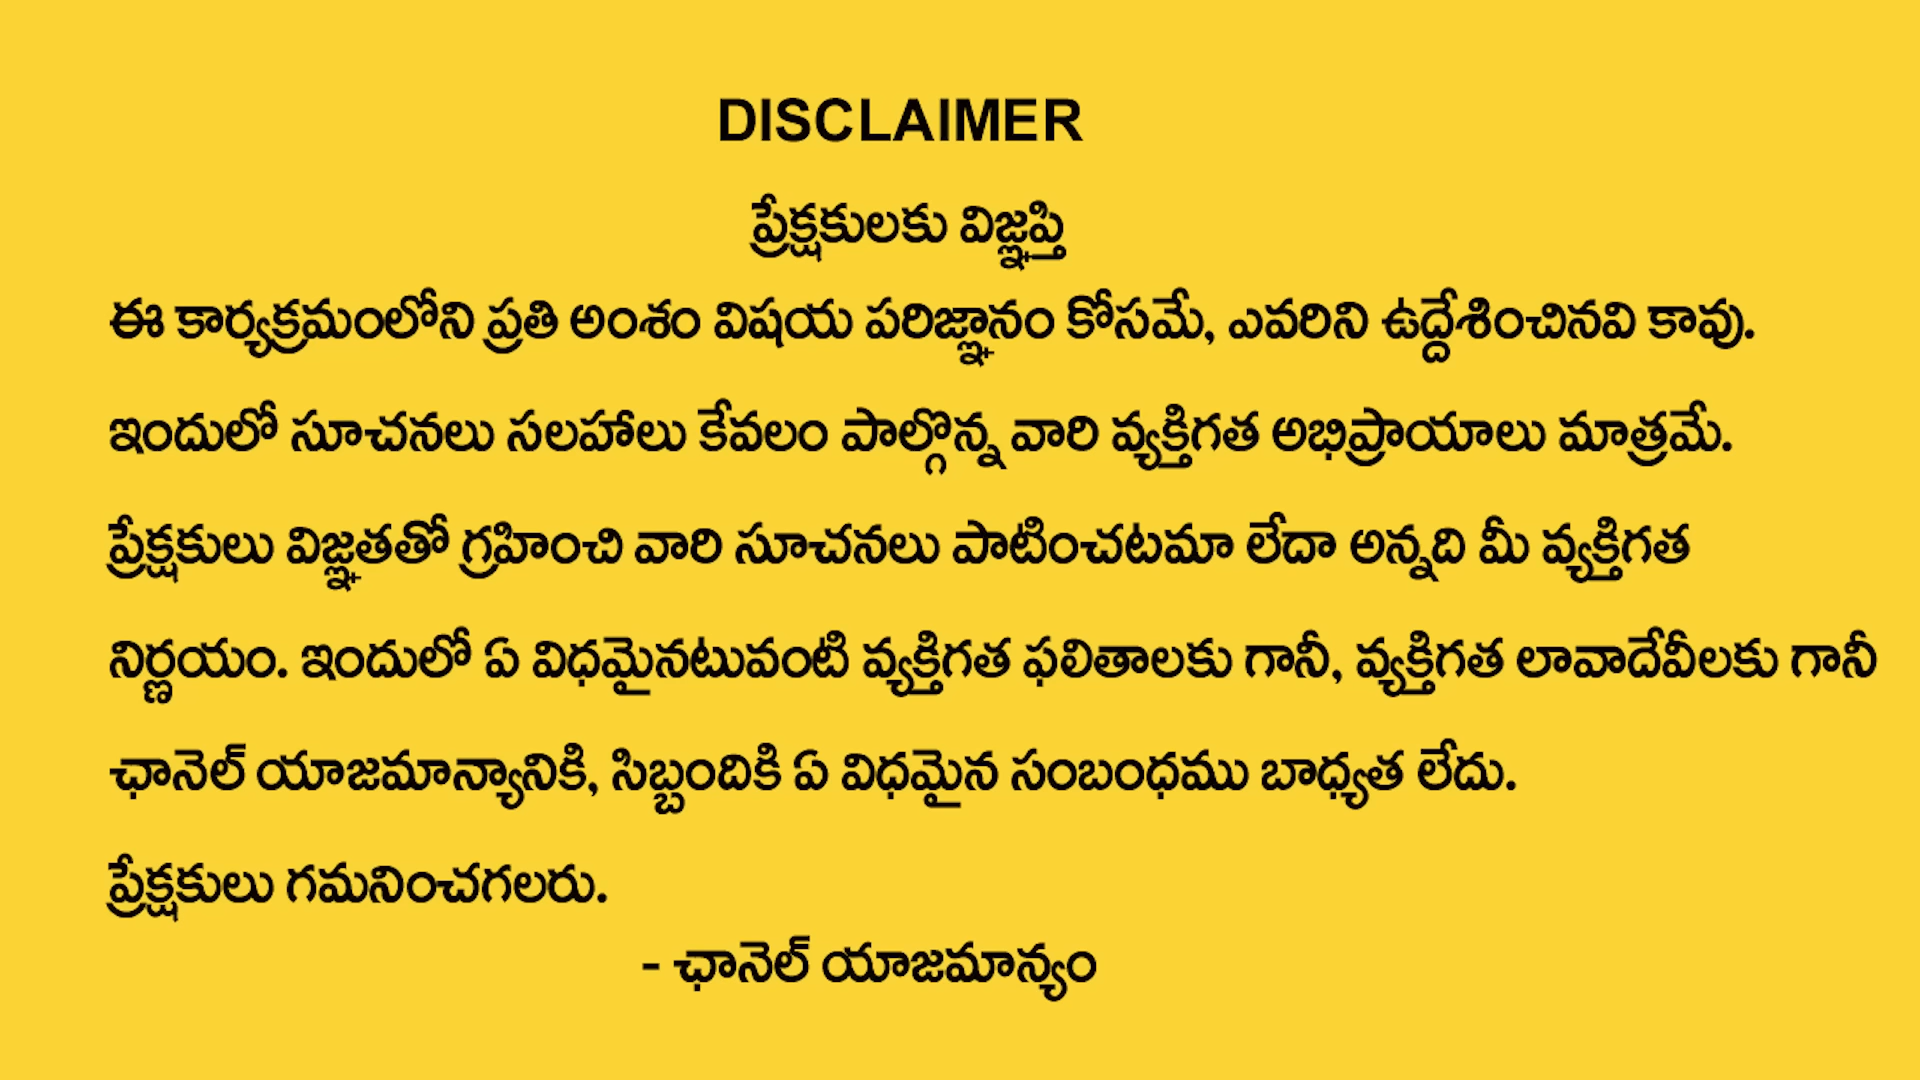 DISCLAIMER
ప్రేక్షకులకు విజ్ఞప్తి
ఈ కార్యక్రమంలోని ప్రతి అంశం విషయ పరిజ్ఞానం కోసమే, ఎవరిని ఉద్దేశించినవి కావు.
ఇందులో సూచనలు సలహాలు కేవలం పాల్గొన్న వారి వ్యక్తిగత అభిప్రాయాలు మాత్రమే.
ప్రేక్షకులు విజ్ఞతతో గ్రహించి వారి సూచనలు పాటించటమా లేదా అన్నది మీ వ్యక్తిగత
నిర్ణయం. ఇందులో ఏ విధమైనటువంటి వ్యక్తిగత ఫలితాలకు గానీ, వ్యక్తిగత లావాదేవీలకు గానీ
ఛానెల్ యాజమాన్యానికి, సిబ్బందికి ఏ విధమైన సంబంధము బాధ్యత లేదు.
ప్రేక్షకులు గమనించగలరు.
- ఛానెల్ యాజమాన్యం